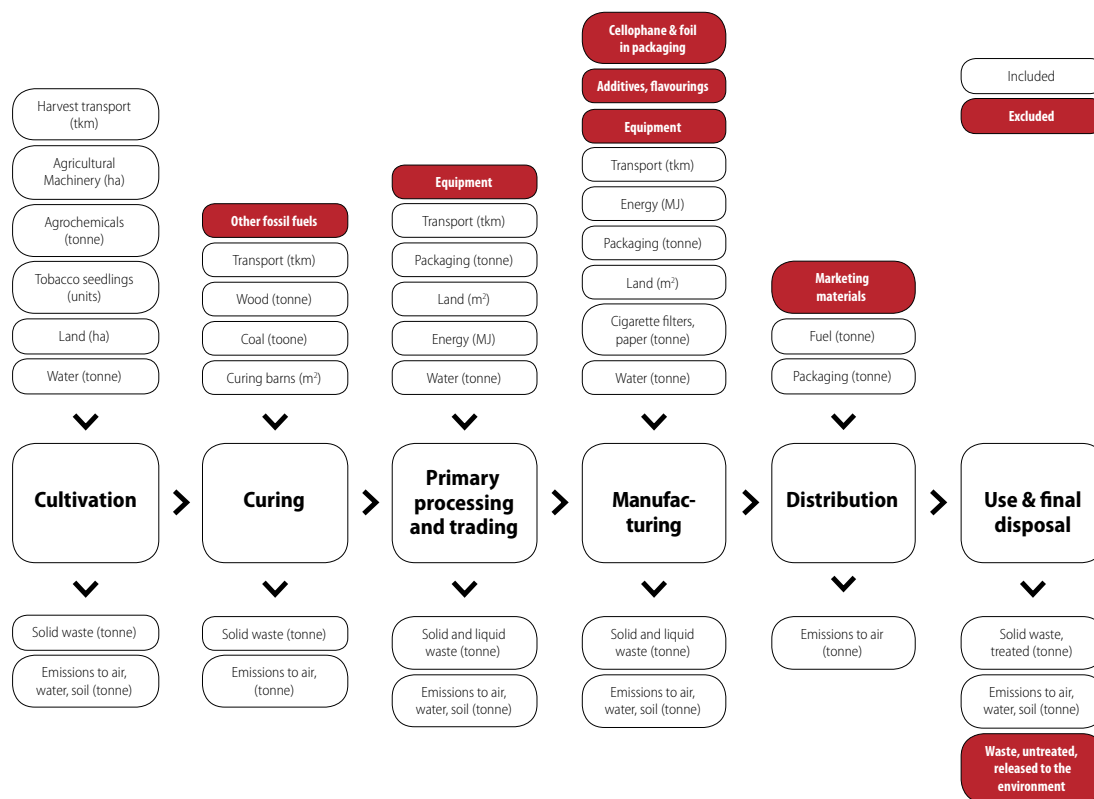 Cellophane & foil
in packaging
Additives, flavourings
Equipment
Transport (tkm)
Energy (MJ)
Packaging (tonne)
Land (m²)
Cigarette filters,
paper (tonne)
Water (tonne)
Included
Excluded
Harvest transport
(tkm)
Agricultural
Machinery (ha)
Agrochemicals
(tonne)
Tobacco seedlings
(units)
Land (ha)
Water (tonne)
Other fossil fuels
Transport (tkm)
Wood (tonne)
Coal (toone)
Curing barns (m²)
Equipment
Transport (tkm)
Packaging (tonne)
Land (m²)
Energy (MJ)
Water (tonne)
Marketing
materials
Fuel (tonne)
Packaging (tonne)
Cultivation
Curing
Primary
processing
and trading
Manufac-
turing
Distribution
Use & final
disposal
Solid waste (tonne)
Emissions to air,
water, soil (tonne)
Solid waste (tonne)
Emissions to air,
(tonne)
Solid and liquid
waste (tonne)
Emissions to air,
water, soil (tonne)
Solid and liquid
waste (tonne)
Emissions to air,
water, soil (tonne)
Emissions to air
(tonne)
Solid waste,
treated (tonne)
Emissions to air,
water, soil (tonne)
Waste, untreated,
released to the
environment